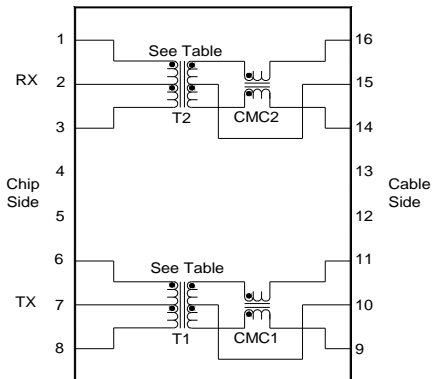 1
See Table
16
RX
2
15
3
T2
CMC2
14
4
13
Chip
Side
Cable
Side
5
12
6
See Table
11
TX
7
10
8
T1
CMC1
9